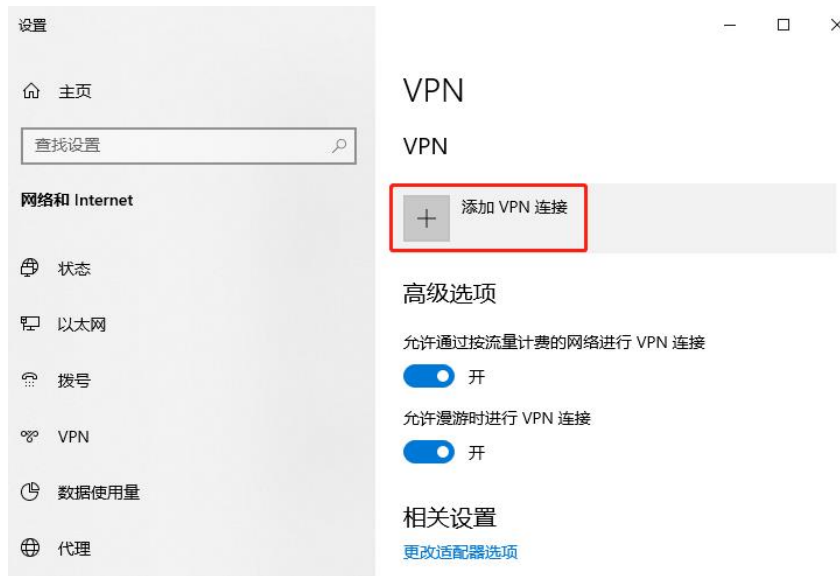 设置
主页
查找设置
网络和 Internet
状态
以太网
拨号
VPN
数据使用量
代理
VPN
VPN
添加 VPN 连接
高级选项
允许通过按流量计费的网络进行 VPN 连接
开
允许漫游时进行 VPN 连接
开
相关设置
更改适配器选项